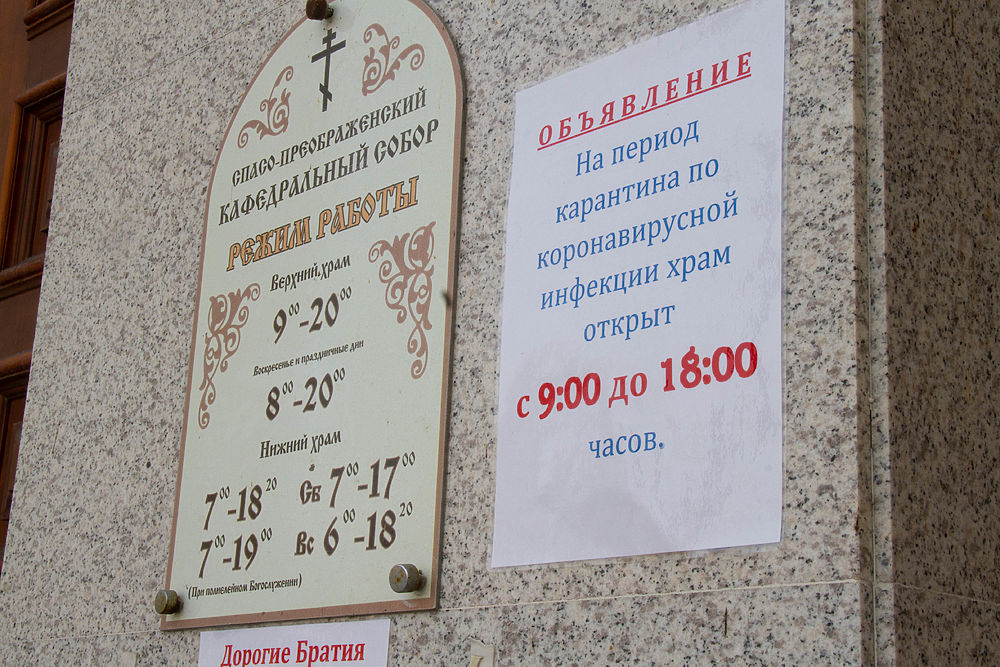 СПАСО-ПРЕОБРАЖЕНСКИЙ
КАФЕДРАЛЬНЫЙ СОБОР
РЕЖИМ РАБОТЫ
Верхний храм
9⁰⁰-20⁰⁰
Воскресенье и праздничные дни
8⁰⁰-20⁰⁰
Нижний храм
7⁰⁰-18²⁰ Сб 7⁰⁰-17⁰⁰
7⁰⁰-19⁰⁰ Вс 6⁰⁰-18²⁰
(При полиелейном Богослужении)
Дорогие Братия
ОБЪЯВЛЕНИЕ
На период
карантина по
коронавирусной
инфекции храм
открыт
с 9:00 до 18:00
часов.